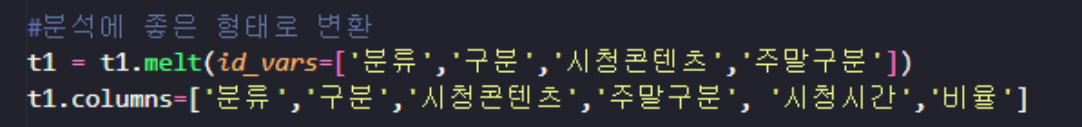 #분석에 좋은 형태로 변환
t1 = t1.melt(id_vars=['분류','구분','시청콘텐츠','주말구분'])
t1.columns=['분류','구분','시청콘텐츠','주말구분', '시청시간','비율']